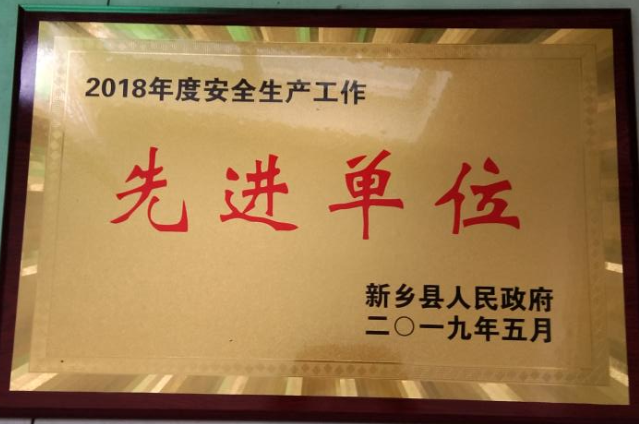 2018年度安全生产工作
先进单位
新乡县人民政府
二〇一九年五月